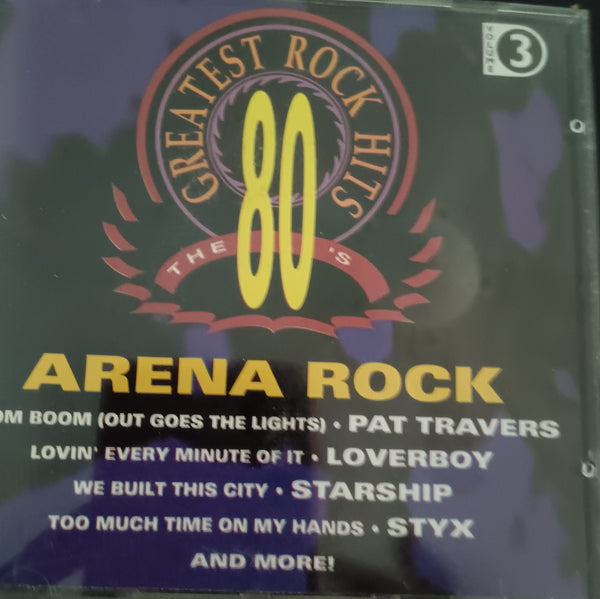 VOLUME 3
GREATEST ROCK HITS
THE 80'S
ARENA ROCK
OM BOOM (OUT GOES THE LIGHTS) • PAT TRAVERS
LOVIN' EVERY MINUTE OF IT • LOVERBOY
WE BUILT THIS CITY • STARSHIP
TOO MUCH TIME ON MY HANDS • STYX
AND MORE!